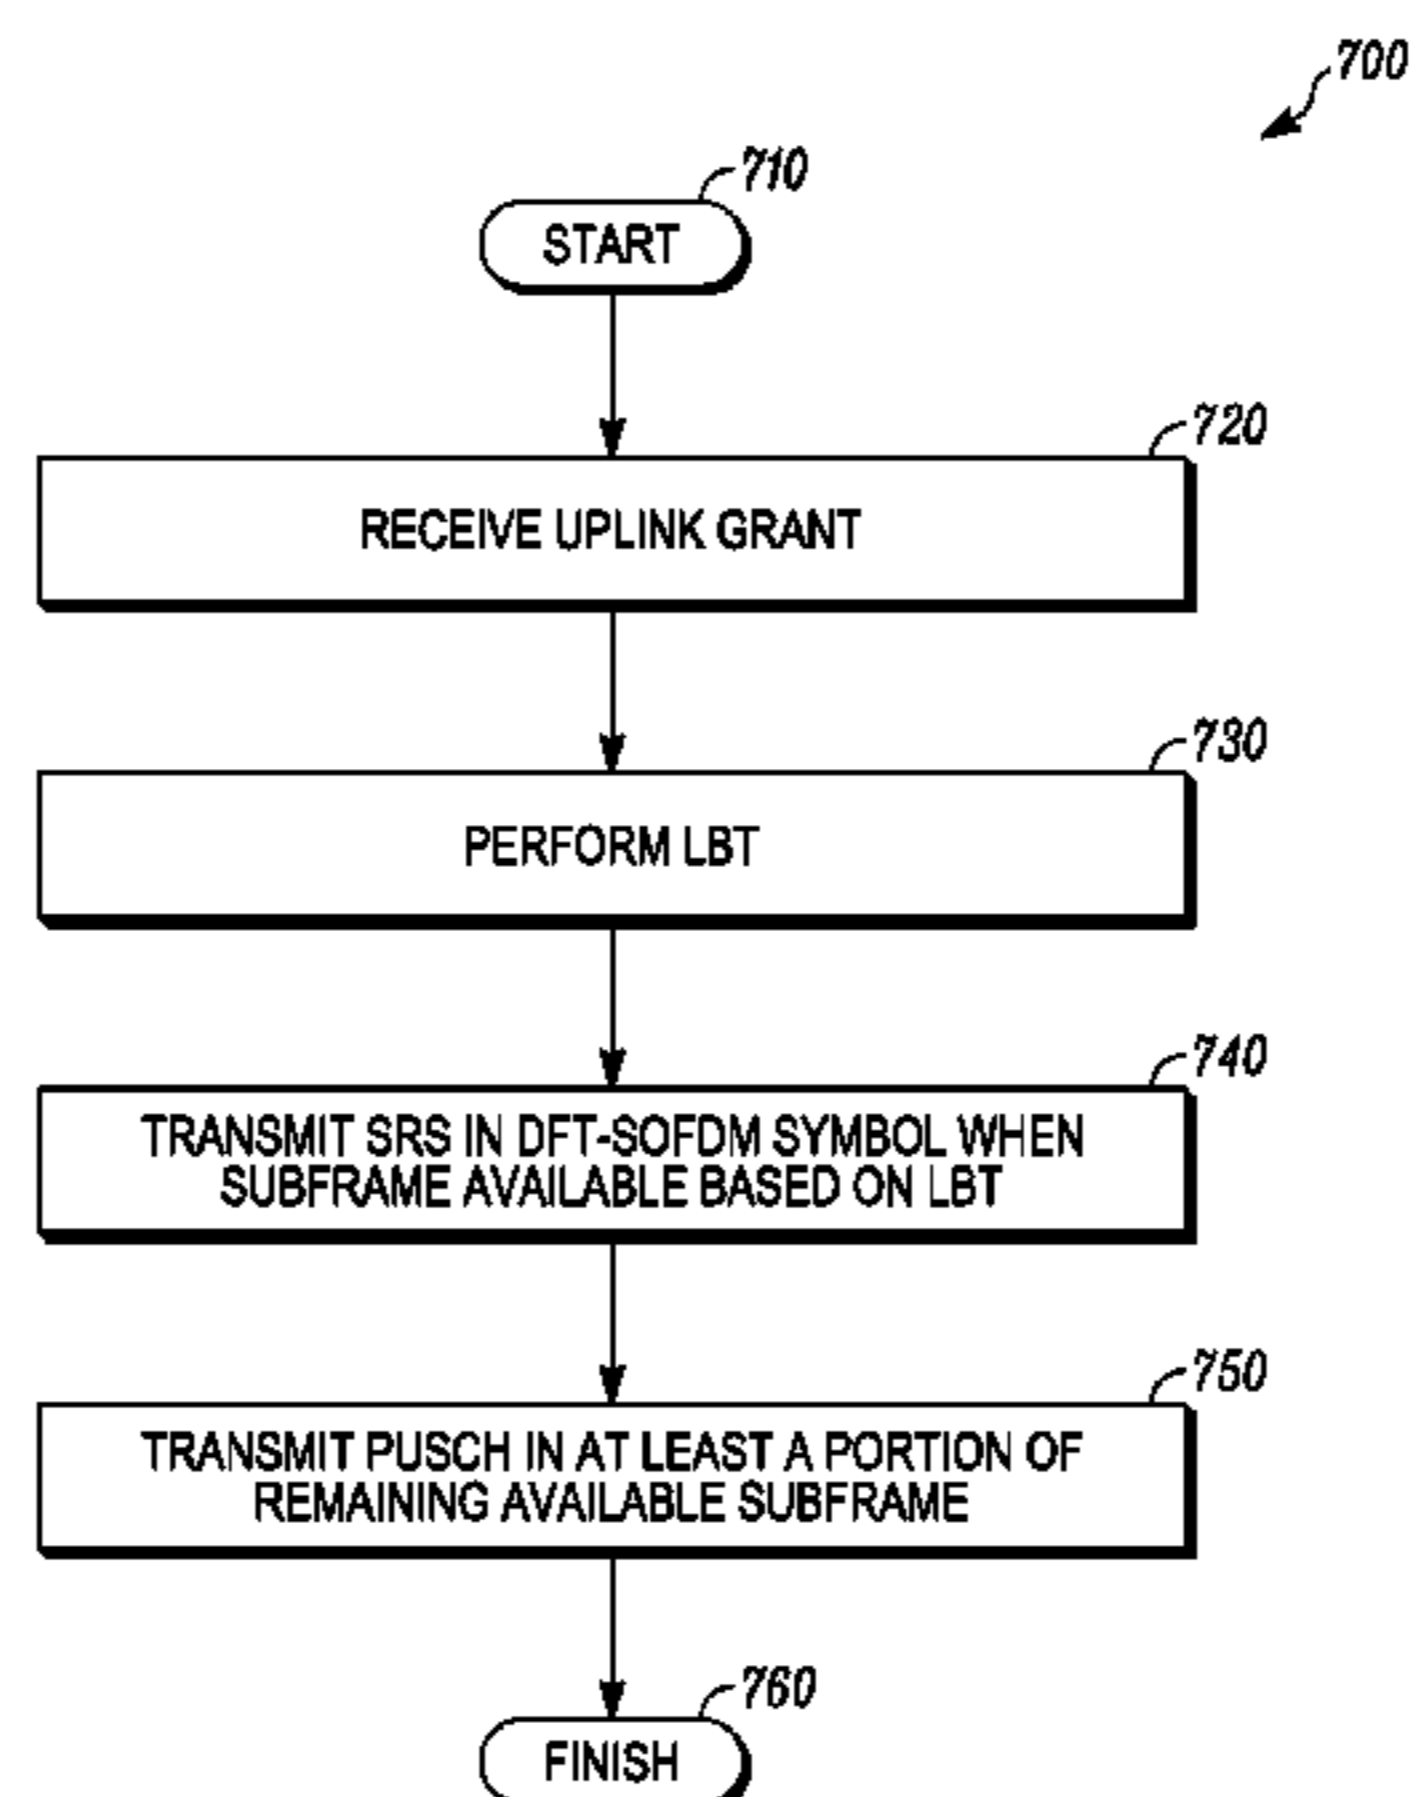 700
710
START
720
RECEIVE UPLINK GRANT
730
PERFORM LBT
740
TRANSMIT SRS IN DFT-SOFDM SYMBOL WHEN
SUBFRAME AVAILABLE BASED ON LBT
750
TRANSMIT PUSCH IN AT LEAST A PORTION OF
REMAINING AVAILABLE SUBFRAME
760
FINISH